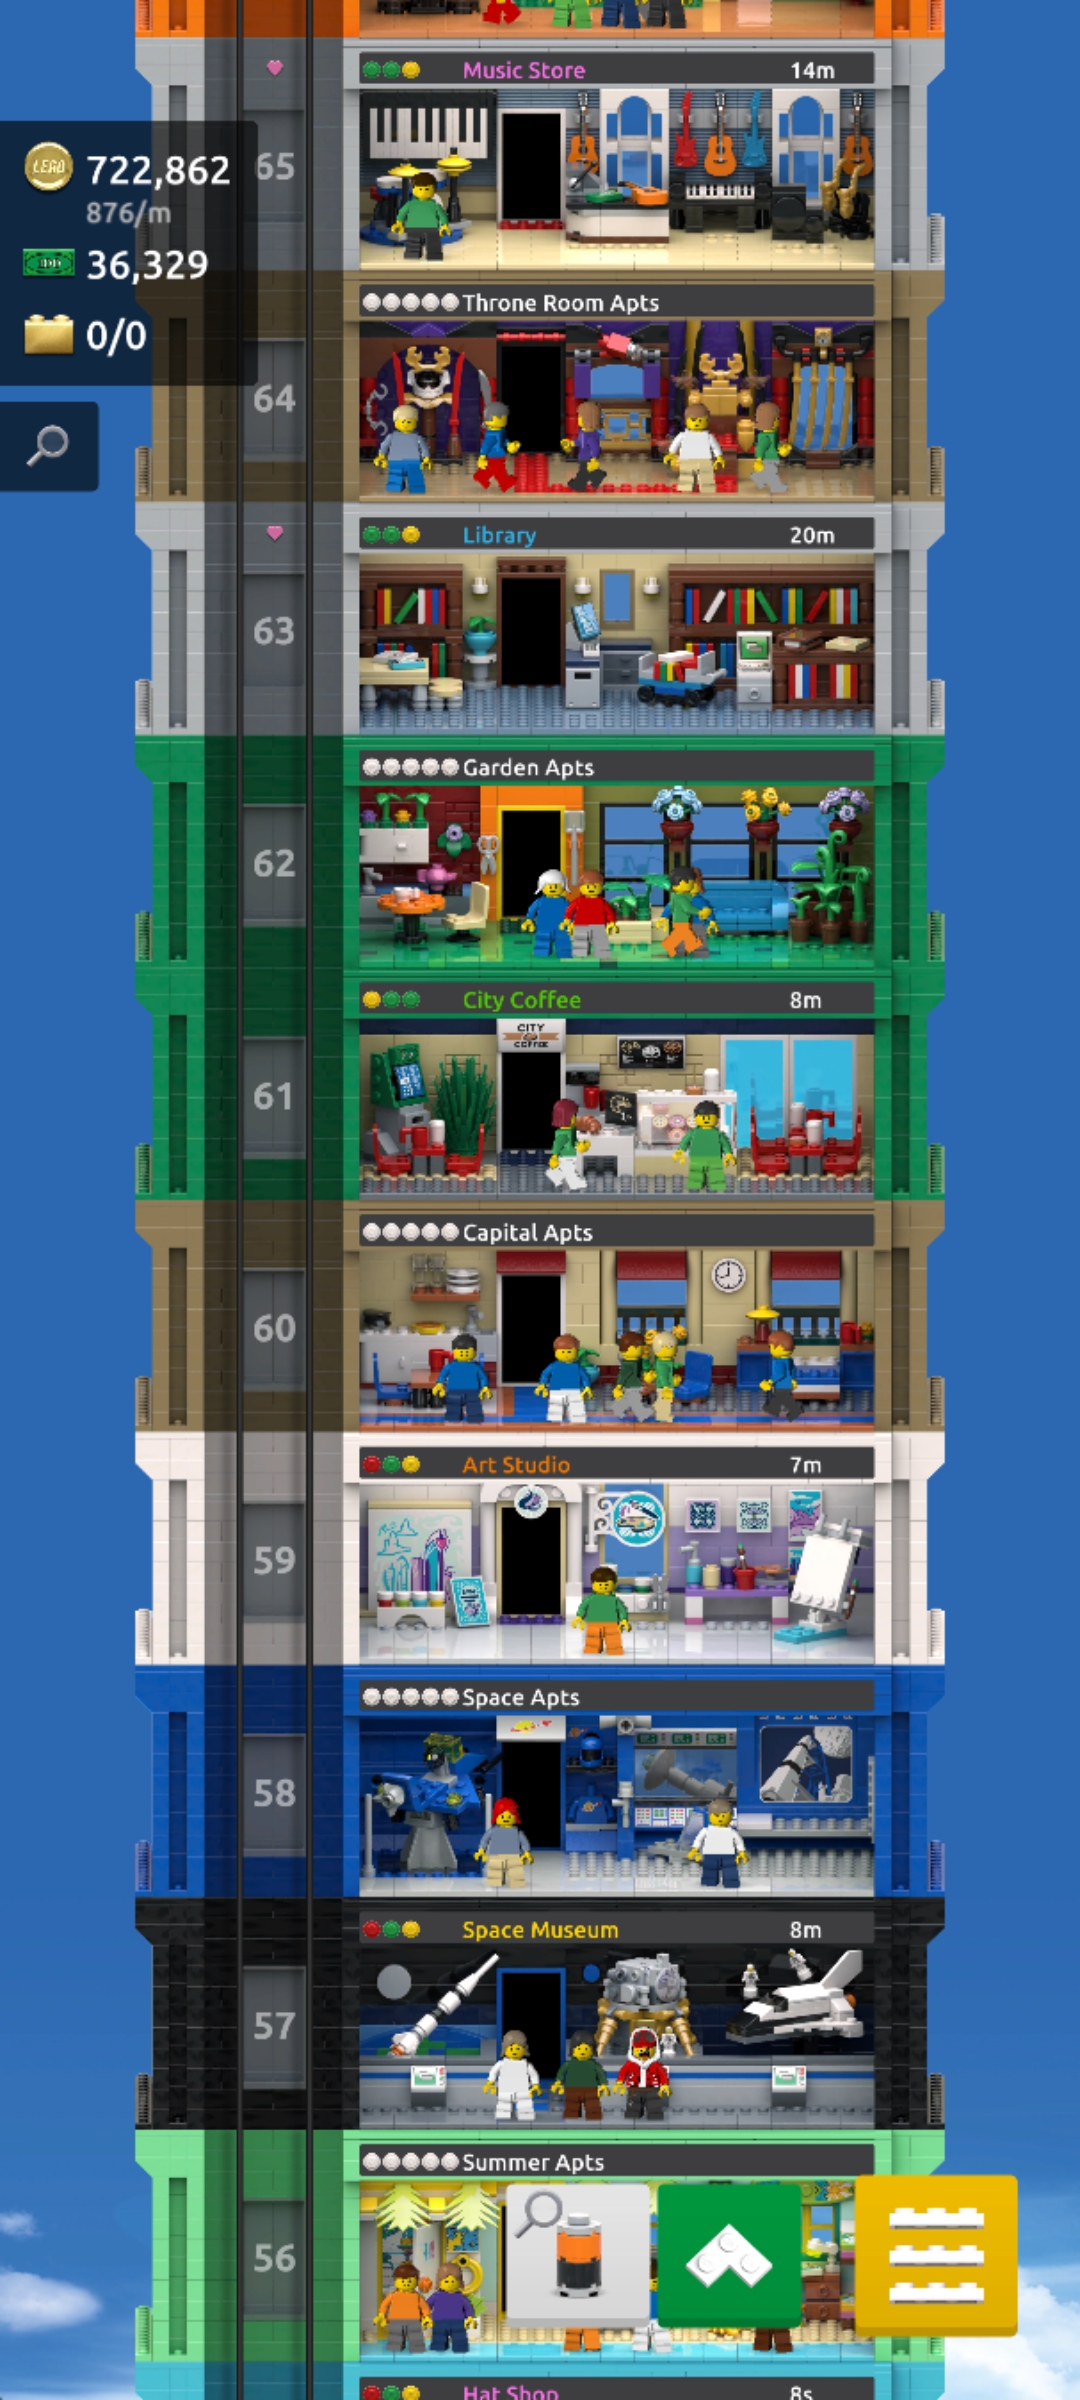 Music Store 14m
LEGO 722,862
65
876/m
36,329
Throne Room Apts
0/0
64
Library 20m
63
Garden Apts
62
City Coffee 8m
CITY
COFFEE
61
Capital Apts
60
Art Studio 7m
59
Space Apts
58
Space Museum 8m
57
Summer Apts
56
Hat Shop 8s